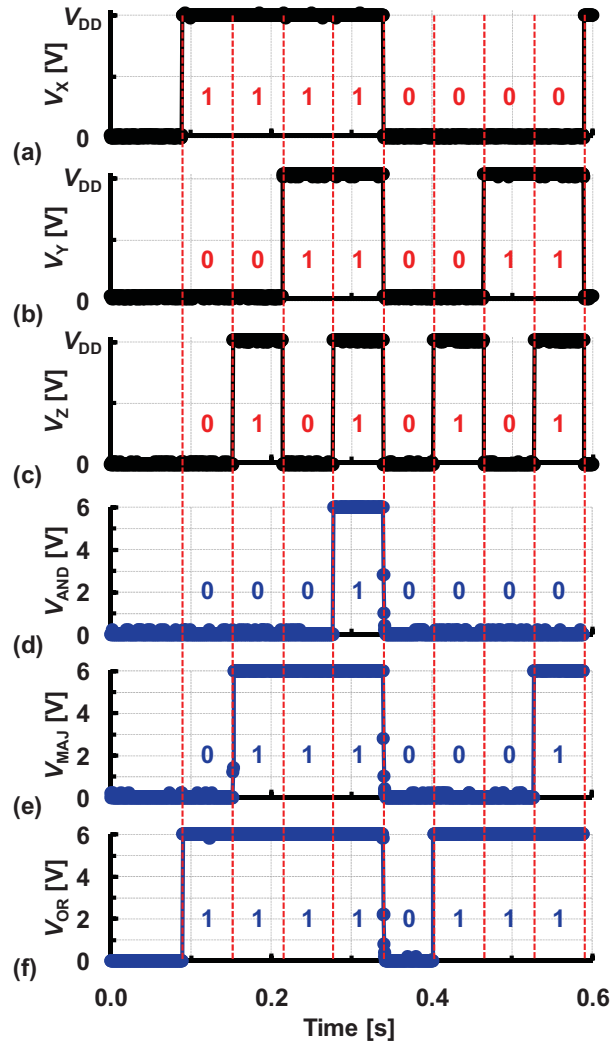 V_DD
V_X [V]
1 1 1 1 0 0 0 0
0
(a)
V_DD
V_Y [V]
0 0 1 1 0 0 1 1
0
(b)
V_DD
V_Z [V]
0 1 0 1 0 1 0 1
0
(c)
6
4
V_AND [V]
2
0 0 0 1 0 0 0 0
0
(d)
6
4
V_MAJ [V]
2
0 1 1 1 0 0 0 1
0
(e)
6
4
V_OR [V]
2
1 1 1 1 0 1 1 1
0
(f)
0.0 0.2 0.4 0.6
Time [s]